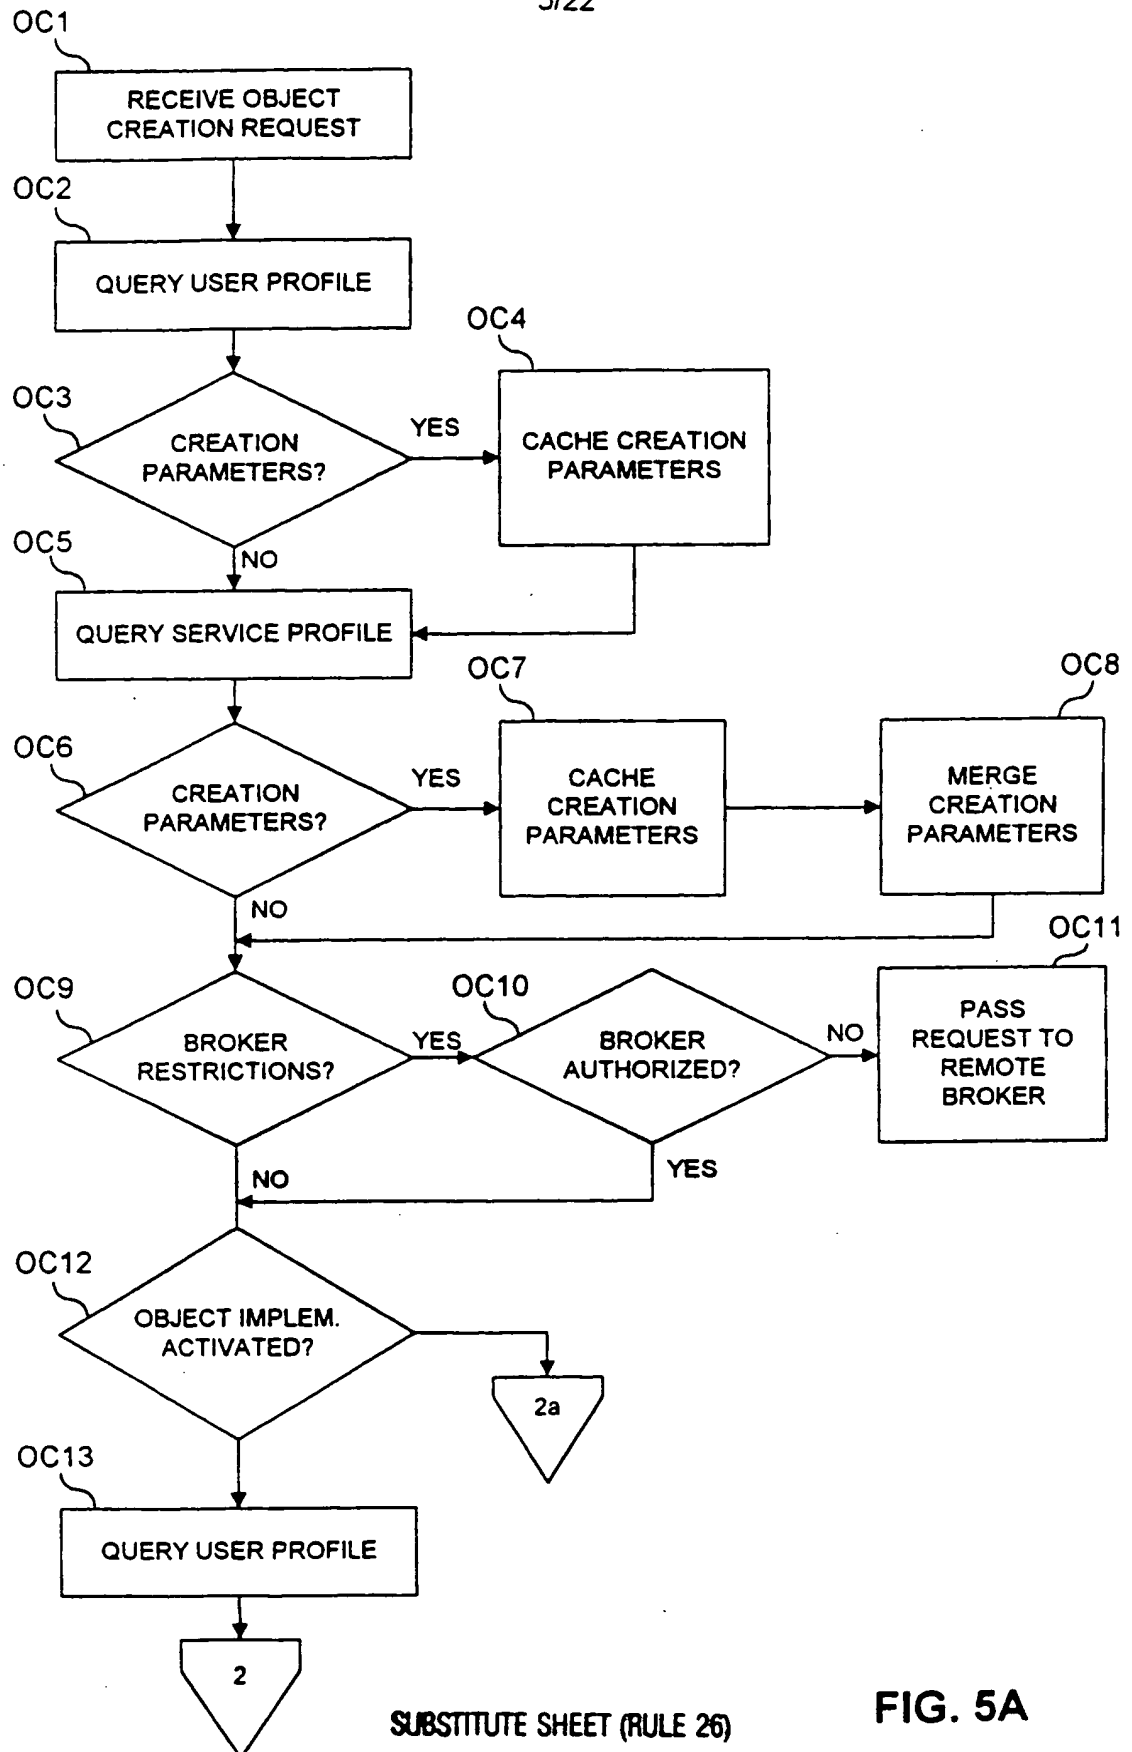 5/22
OC1
RECEIVE OBJECT
CREATION REQUEST
OC2
QUERY USER PROFILE
OC3
CREATION
PARAMETERS?
YES
OC4
CACHE CREATION
PARAMETERS
NO
OC5
QUERY SERVICE PROFILE
OC6
CREATION
PARAMETERS?
YES
OC7
CACHE
CREATION
PARAMETERS
OC8
MERGE
CREATION
PARAMETERS
NO
OC9
BROKER
RESTRICTIONS?
YES
OC10
BROKER
AUTHORIZED?
NO
OC11
PASS
REQUEST TO
REMOTE
BROKER
NO
YES
OC12
OBJECT IMPLEM.
ACTIVATED?
2a
OC13
QUERY USER PROFILE
2
SUBSTITUTE SHEET (RULE 26)
FIG. 5A